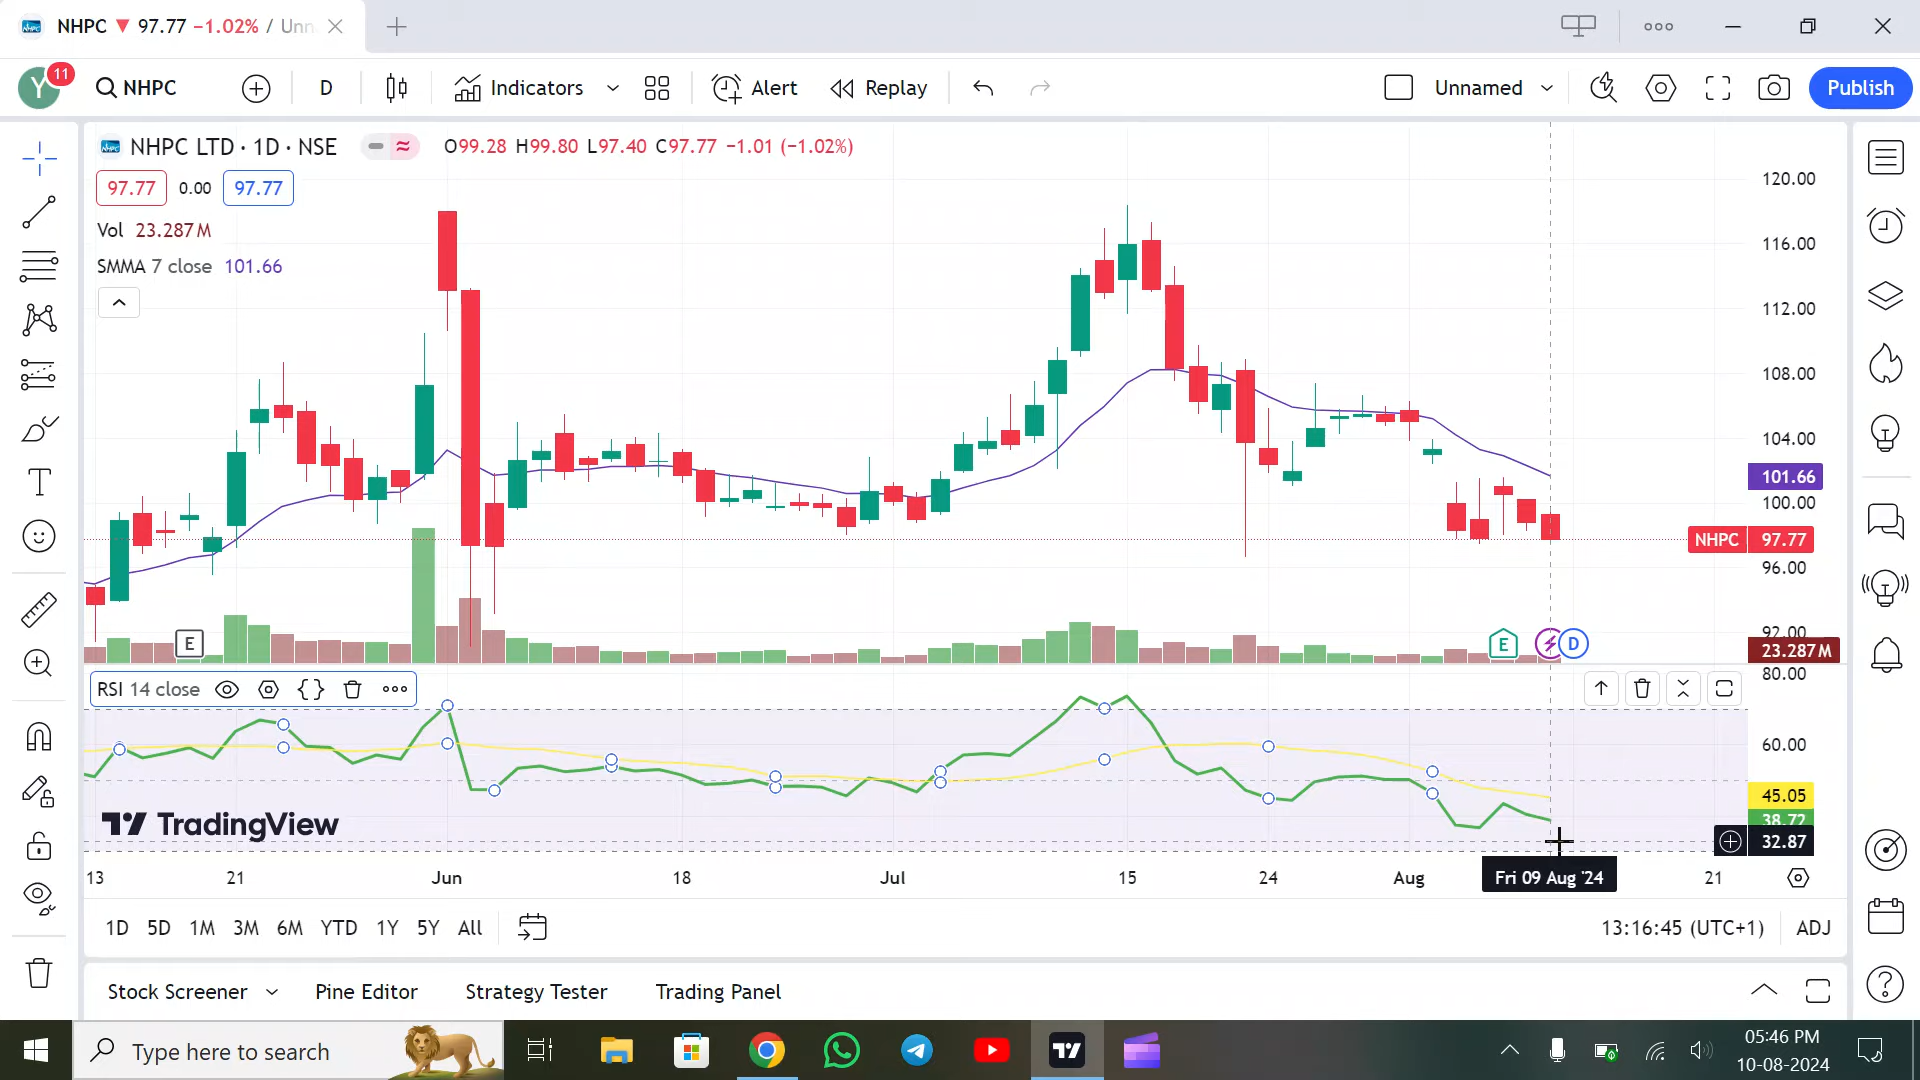 NHPC ▼ 97.77 −1.02% / Unn
Y 11 NHPC D Indicators Alert Replay Unnamed Publish
NHPC LTD · 1D · NSE O99.28 H99.80 L97.40 C97.77 −1.01 (−1.02%)
97.77 0.00 97.77
Vol 23.287M
SMMA 7 close 101.66
120.00
116.00
112.00
108.00
104.00
101.66
100.00
NHPC 97.77
96.00
92.00
23.287M
E E D
RSI 14 close
80.00
60.00
45.05
38.72
32.87
TradingView
13 21 Jun 18 Jul 15 24 Aug Fri 09 Aug '24 21
1D 5D 1M 3M 6M YTD 1Y 5Y All 13:16:45 (UTC+1) ADJ
Stock Screener Pine Editor Strategy Tester Trading Panel
Type here to search
05:46 PM
10-08-2024